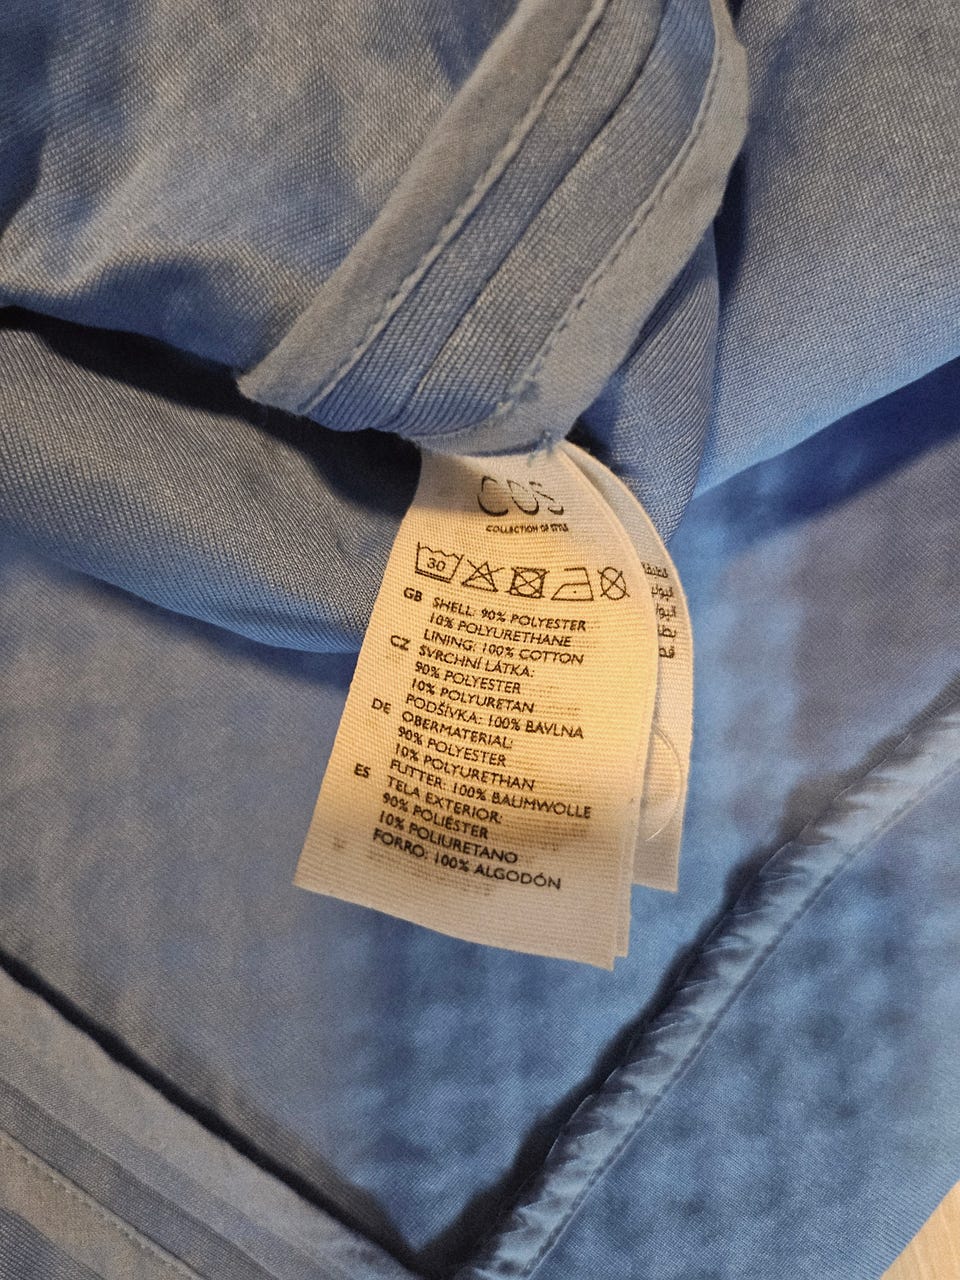 COS
COLLECTION OF STYLE
30
GB SHELL: 90% POLYESTER
10% POLYURETHANE
LINING: 100% COTTON
CZ SVRCHNÍ LÁTKA:
90% POLYESTER
10% POLYURETAN
PODŠÍVKA: 100% BAVLNA
DE OBERMATERIAL:
90% POLYESTER
10% POLYURETHAN
FUTTER: 100% BAUMWOLLE
ES TELA EXTERIOR:
90% POLIÉSTER
10% POLIURETANO
FORRO: 100% ALGODÓN